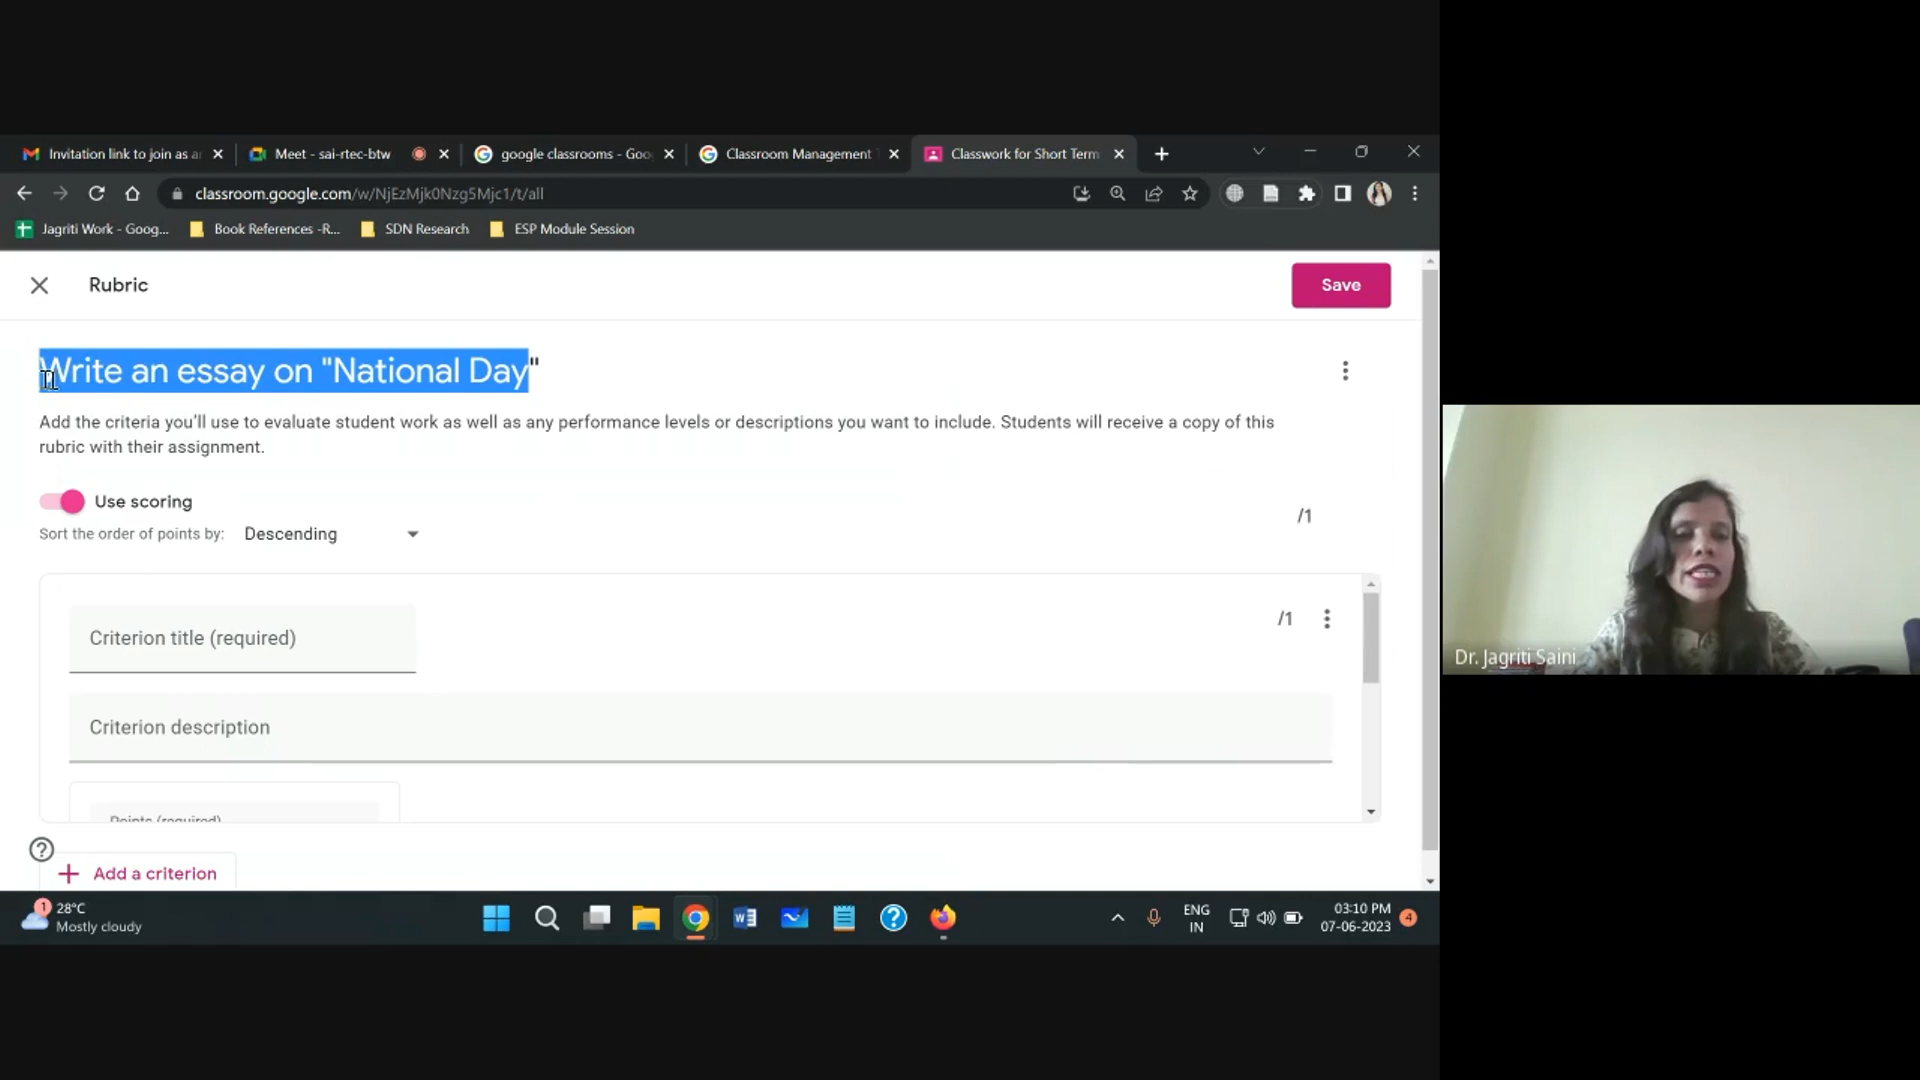 Invitation link to join as an
Meet - sai-rtec-btw
google classrooms - Goo
Classroom Management T
Classwork for Short Term
classroom.google.com/w/NjEzMjk0Nzg5Mjc1/t/all
Jagriti Work - Goog...
Book References -R...
SDN Research
ESP Module Session
Rubric
Save
Write an essay on "National Day"
Add the criteria you'll use to evaluate student work as well as any performance levels or descriptions you want to include. Students will receive a copy of this
rubric with their assignment.
Use scoring
/1
Sort the order of points by: Descending
/1
Criterion title (required)
Criterion description
Points (required)
?
+ Add a criterion
Dr. Jagriti Saini
1
28°C
Mostly cloudy
ENG
IN
03:10 PM
07-06-2023
4